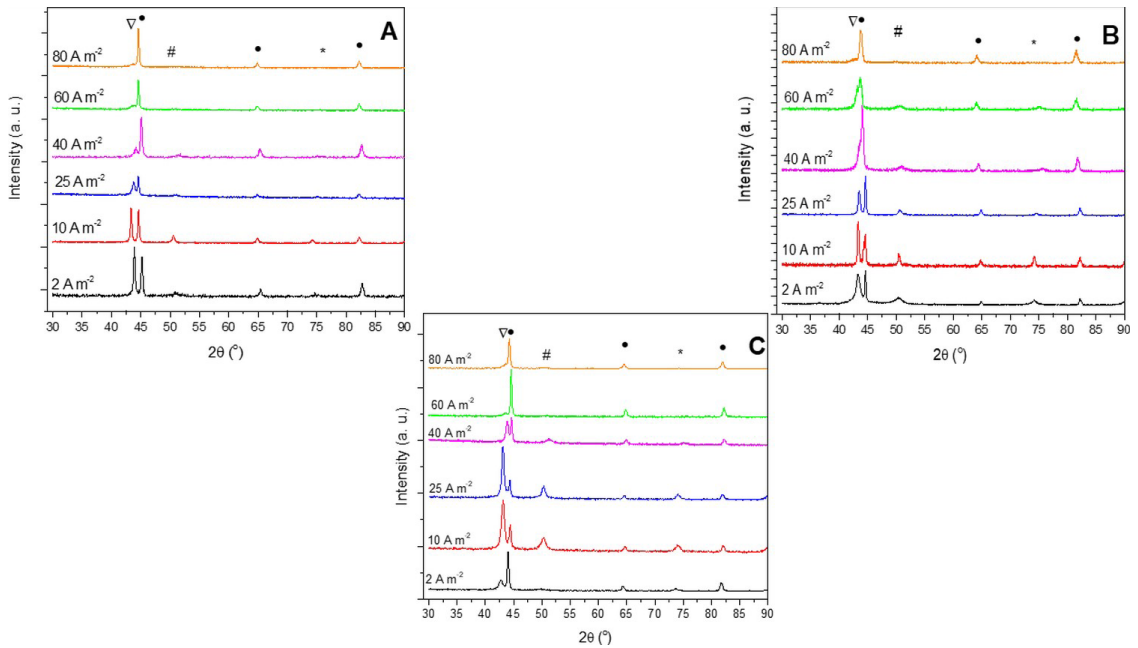 A
▽ ●
# ● * ●
80 A m-2
60 A m-2
40 A m-2
25 A m-2
10 A m-2
2 A m-2
Intensity (a. u.)
30 35 40 45 50 55 60 65 70 75 80 85 90
2θ (°)
B
▽ ●
# ● * ●
80 A m-2
60 A m-2
40 A m-2
25 A m-2
10 A m-2
2 A m-2
Intensity (a. u.)
30 35 40 45 50 55 60 65 70 75 80 85 90
2θ (°)
C
▽ ●
# ● * ●
80 A m-2
60 A m-2
40 A m-2
25 A m-2
10 A m-2
2 A m-2
Intensity (a. u.)
30 35 40 45 50 55 60 65 70 75 80 85 90
2θ (°)